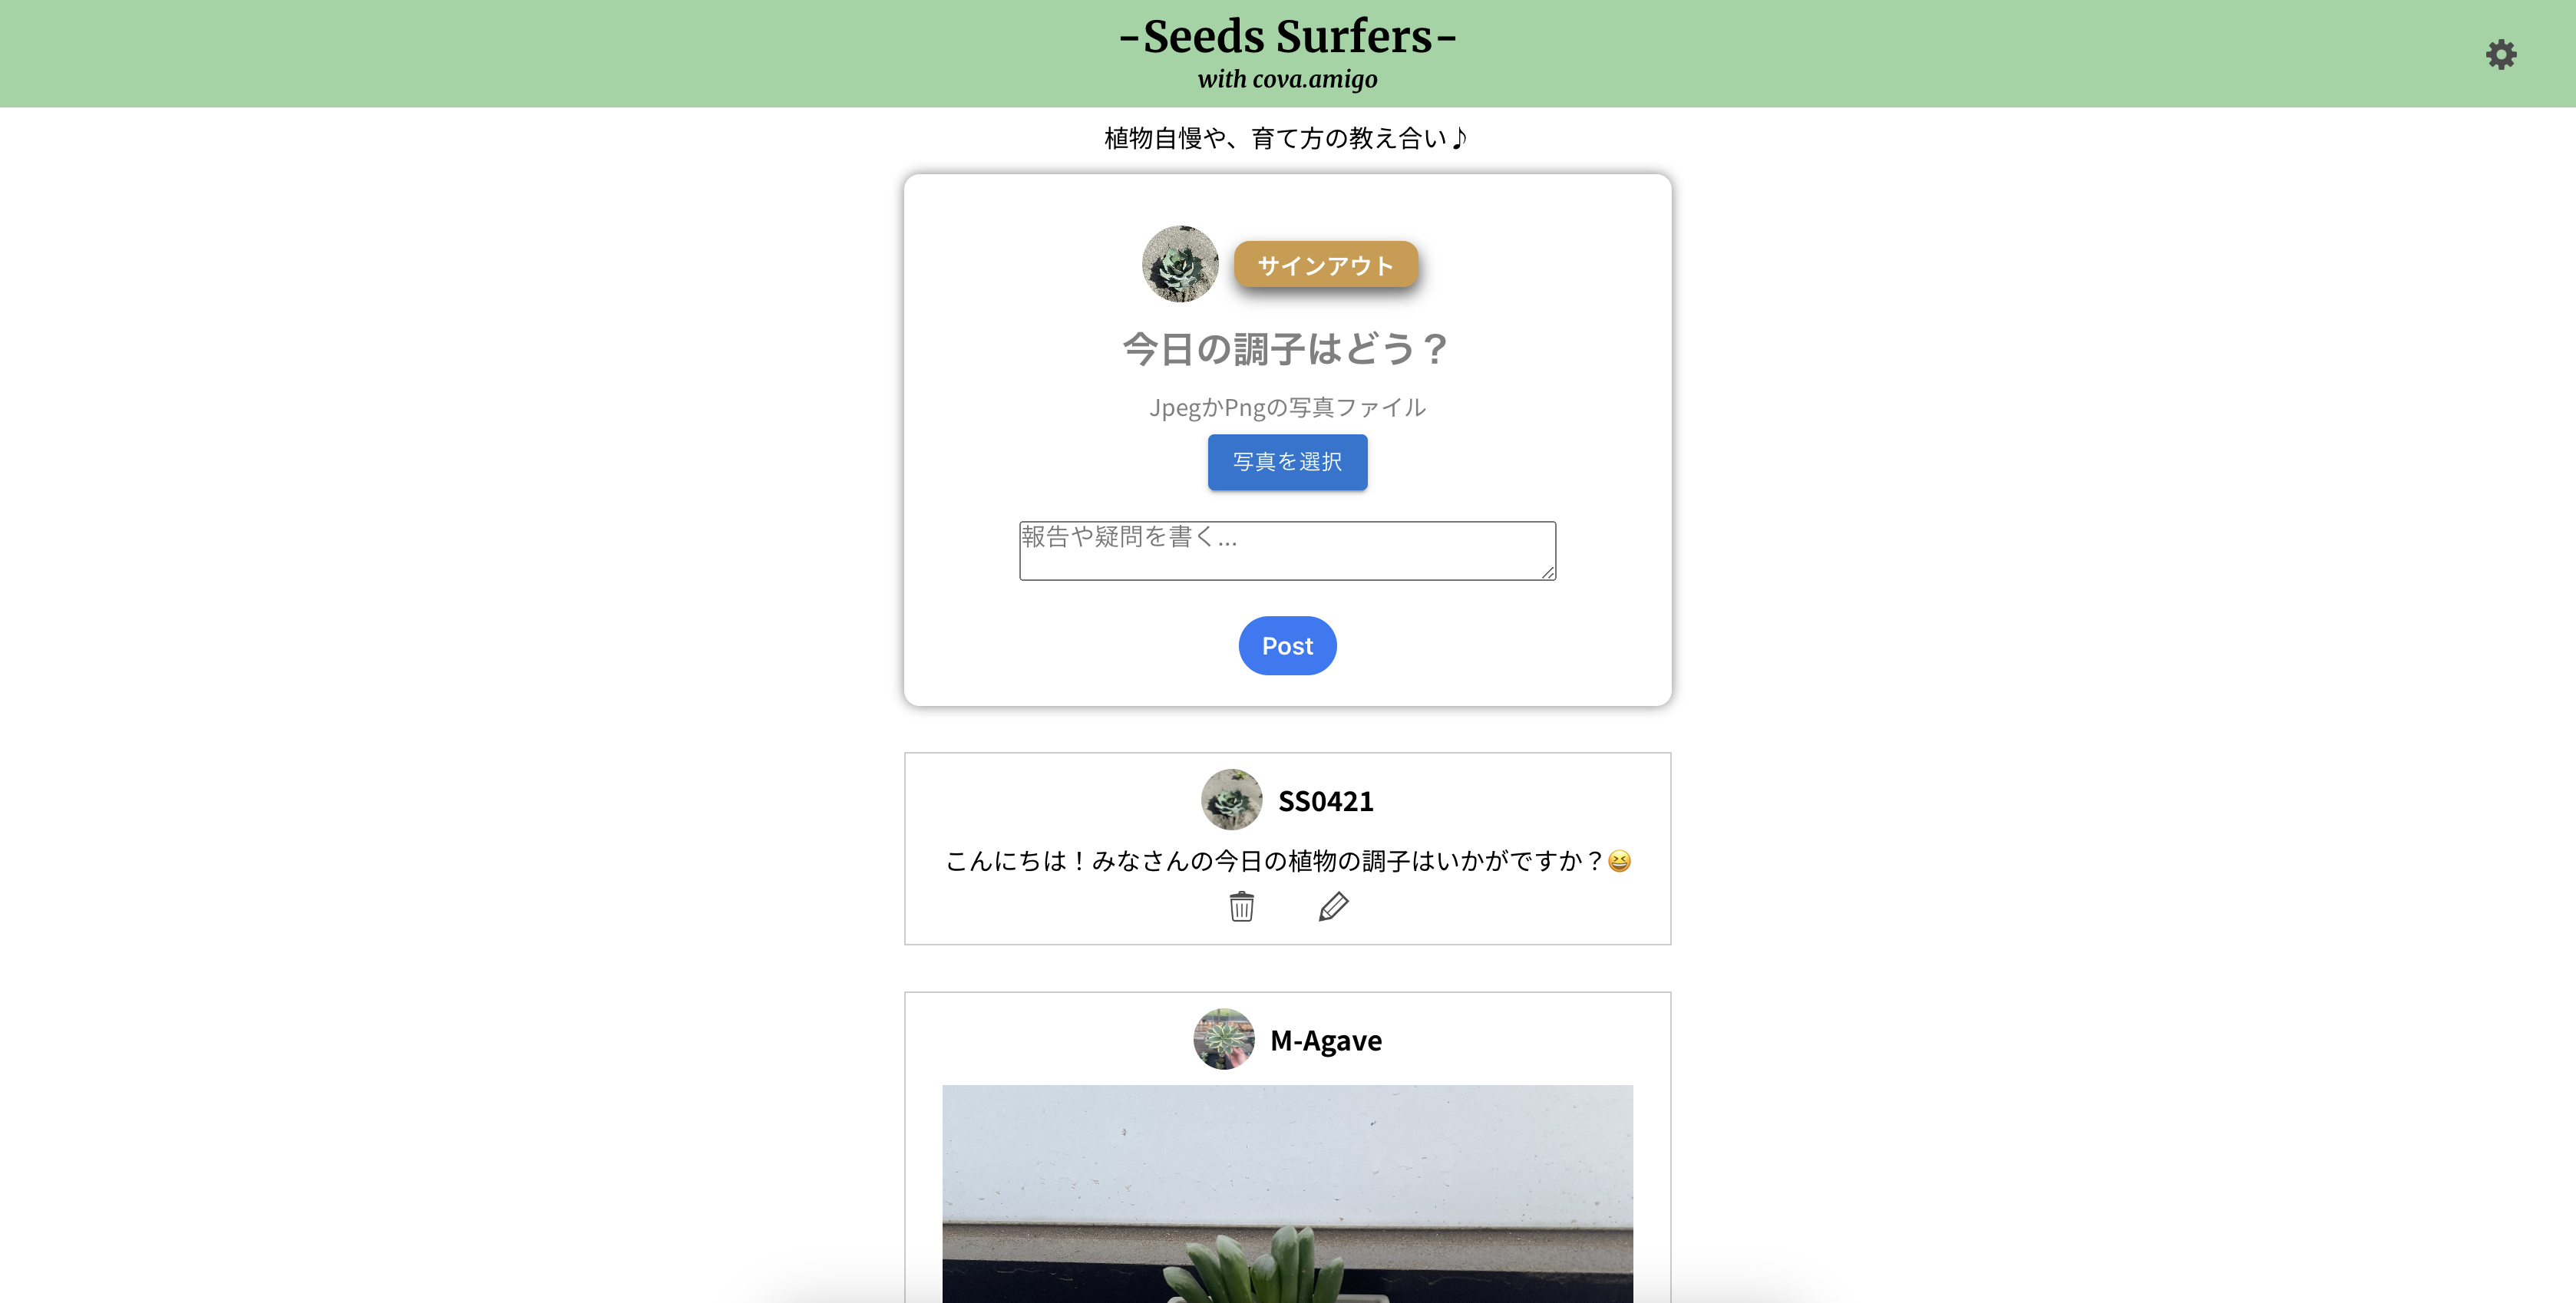 -Seeds Surfers-
with cova.amigo
植物自慢や、育て方の教え合い♪
サインアウト
今日の調子はどう？
JpegかPngの写真ファイル
写真を選択
報告や疑問を書く...
Post
SS0421
こんにちは！みなさんの今日の植物の調子はいかがですか？😆
M-Agave